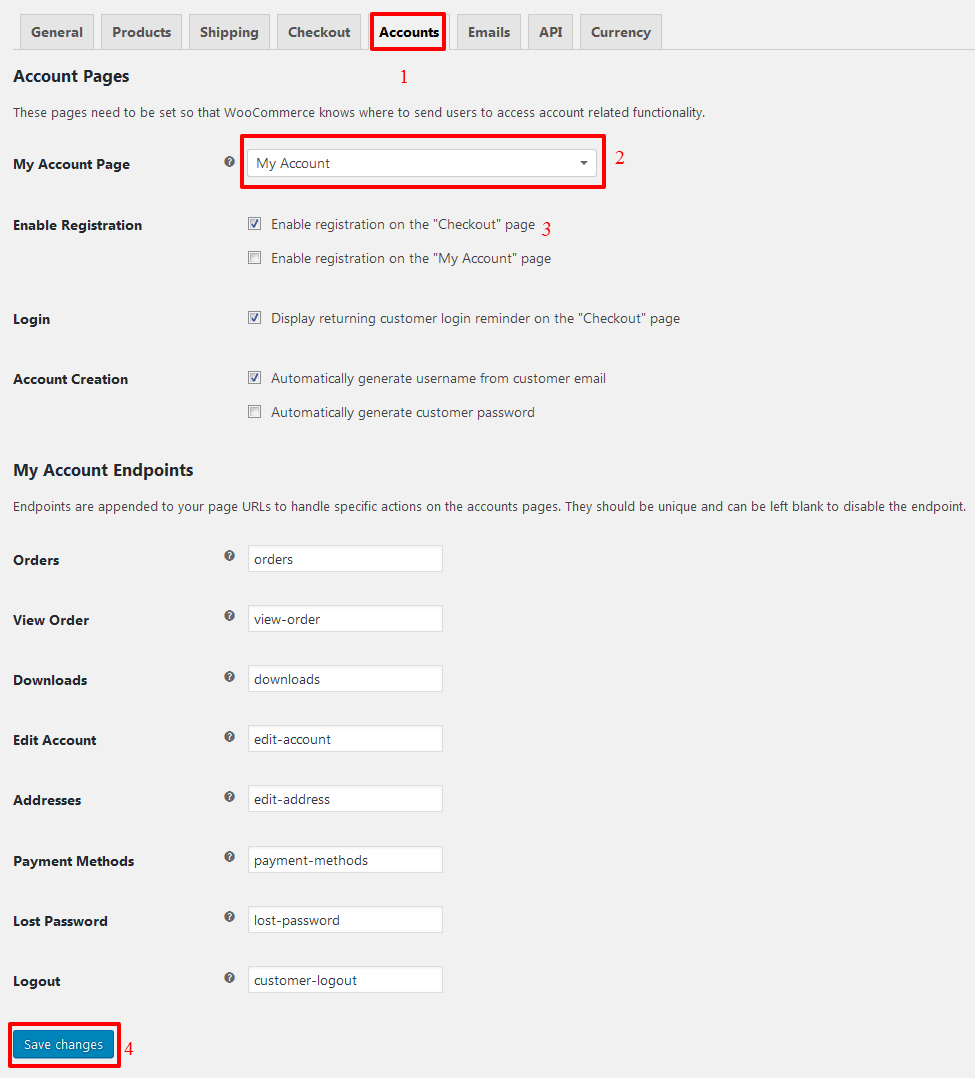 General Products Shipping Checkout Accounts Emails API Currency
1
Account Pages
These pages need to be set so that WooCommerce knows where to send users to access account related functionality.
My Account Page ? My Account 2
Enable Registration Enable registration on the "Checkout" page 3
Enable registration on the "My Account" page
Login Display returning customer login reminder on the "Checkout" page
Account Creation Automatically generate username from customer email
Automatically generate customer password
My Account Endpoints
Endpoints are appended to your page URLs to handle specific actions on the accounts pages. They should be unique and can be left blank to disable the endpoint.
Orders ? orders
View Order ? view-order
Downloads ? downloads
Edit Account ? edit-account
Addresses ? edit-address
Payment Methods ? payment-methods
Lost Password ? lost-password
Logout ? customer-logout
Save changes 4